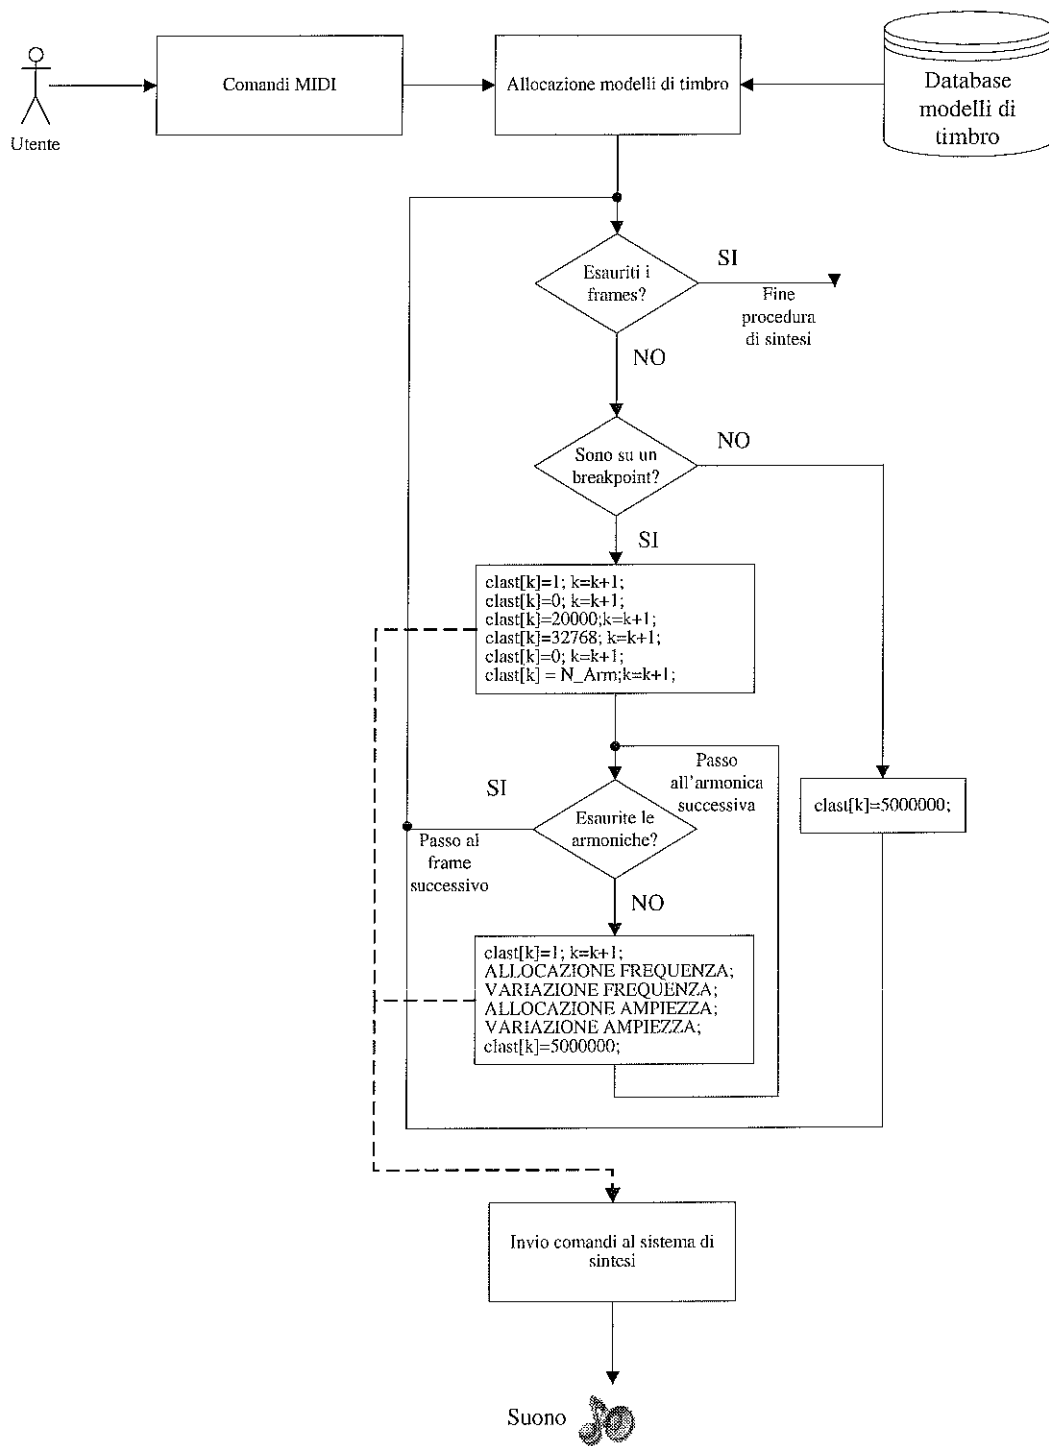 Utente
Comandi MIDI
Allocazione modelli di timbro
Database
modelli di
timbro
Esauriti i
frames?
SI
Fine
procedura
di sintesi
NO
Sono su un
breakpoint?
NO
SI
clast[k]=1; k=k+1;
clast[k]=0; k=k+1;
clast[k]=20000;k=k+1;
clast[k]=32768; k=k+1;
clast[k]=0; k=k+1;
clast[k] = N_Arm;k=k+1;
Passo
all'armonica
successiva
SI
Esaurite le
armoniche?
Passo al
frame
successivo
clast[k]=5000000;
NO
clast[k]=1; k=k+1;
ALLOCAZIONE FREQUENZA;
VARIAZIONE FREQUENZA;
ALLOCAZIONE AMPIEZZA;
VARIAZIONE AMPIEZZA;
clast[k]=5000000;
Invio comandi al sistema di
sintesi
Suono